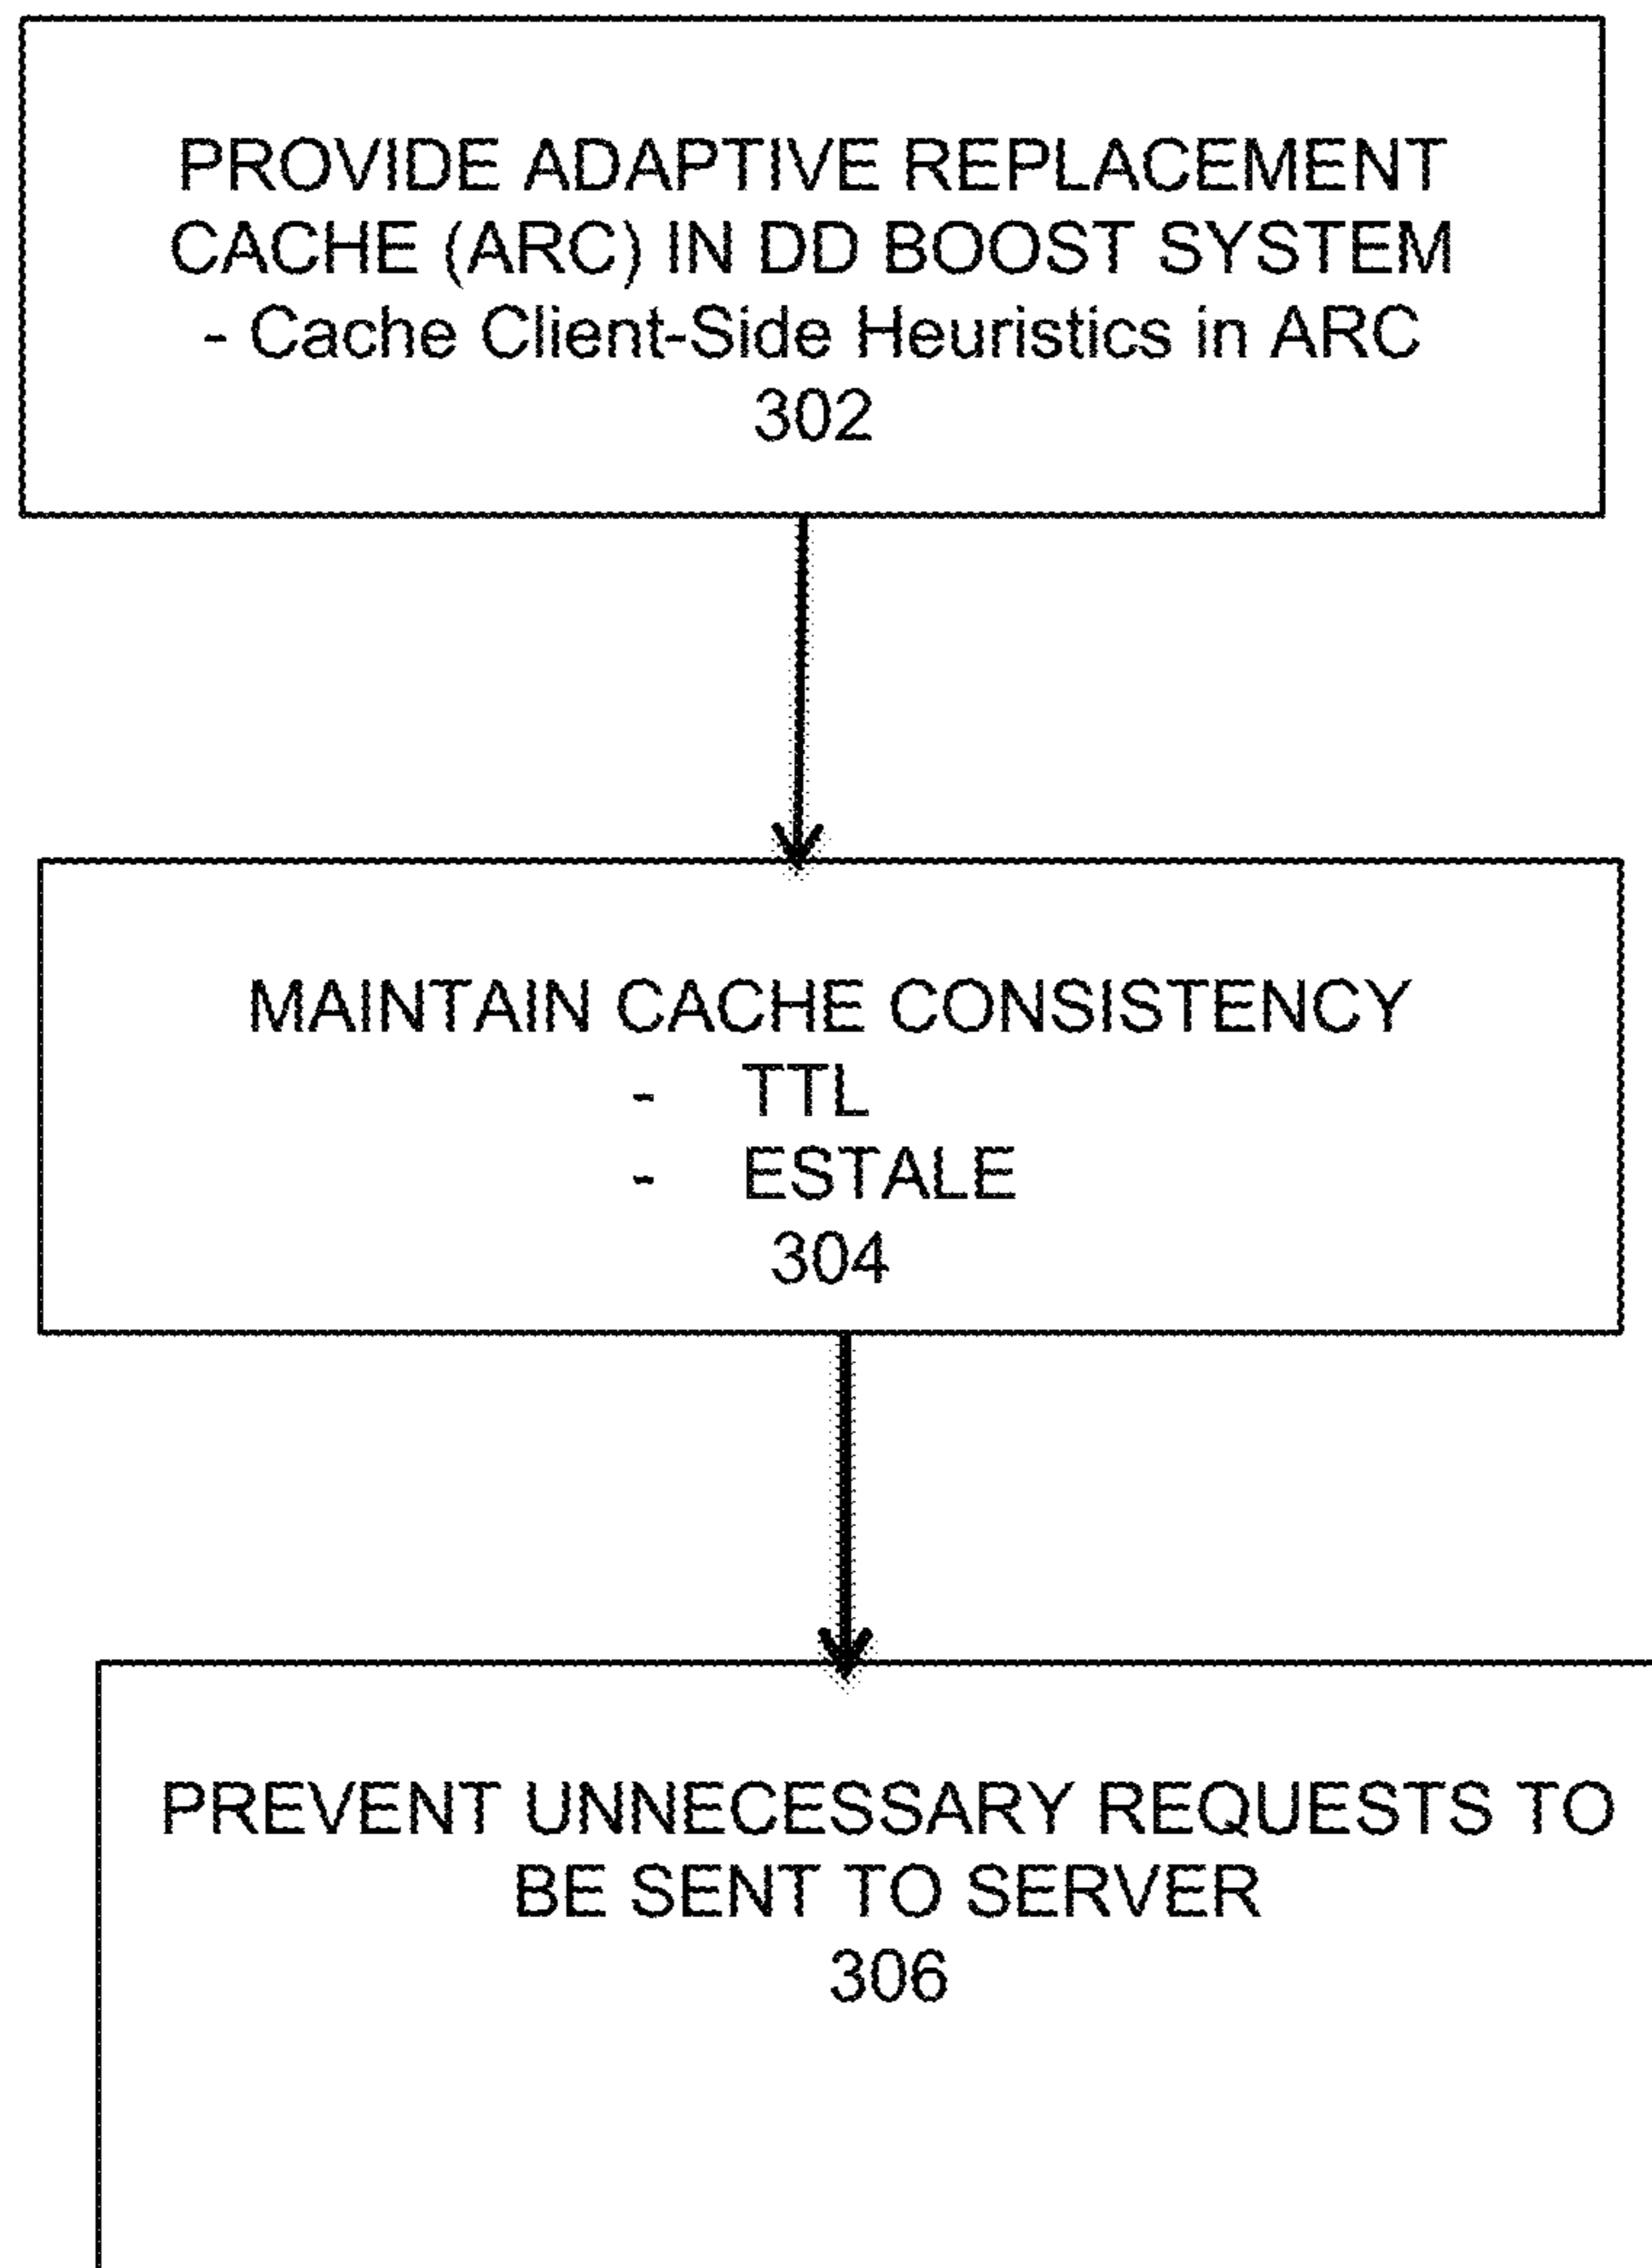 PROVIDE ADAPTIVE REPLACEMENT
CACHE (ARC) IN DD BOOST SYSTEM
- Cache Client-Side Heuristics in ARC
302
MAINTAIN CACHE CONSISTENCY
- TTL
- ESTALE
304
PREVENT UNNECESSARY REQUESTS TO
BE SENT TO SERVER
306